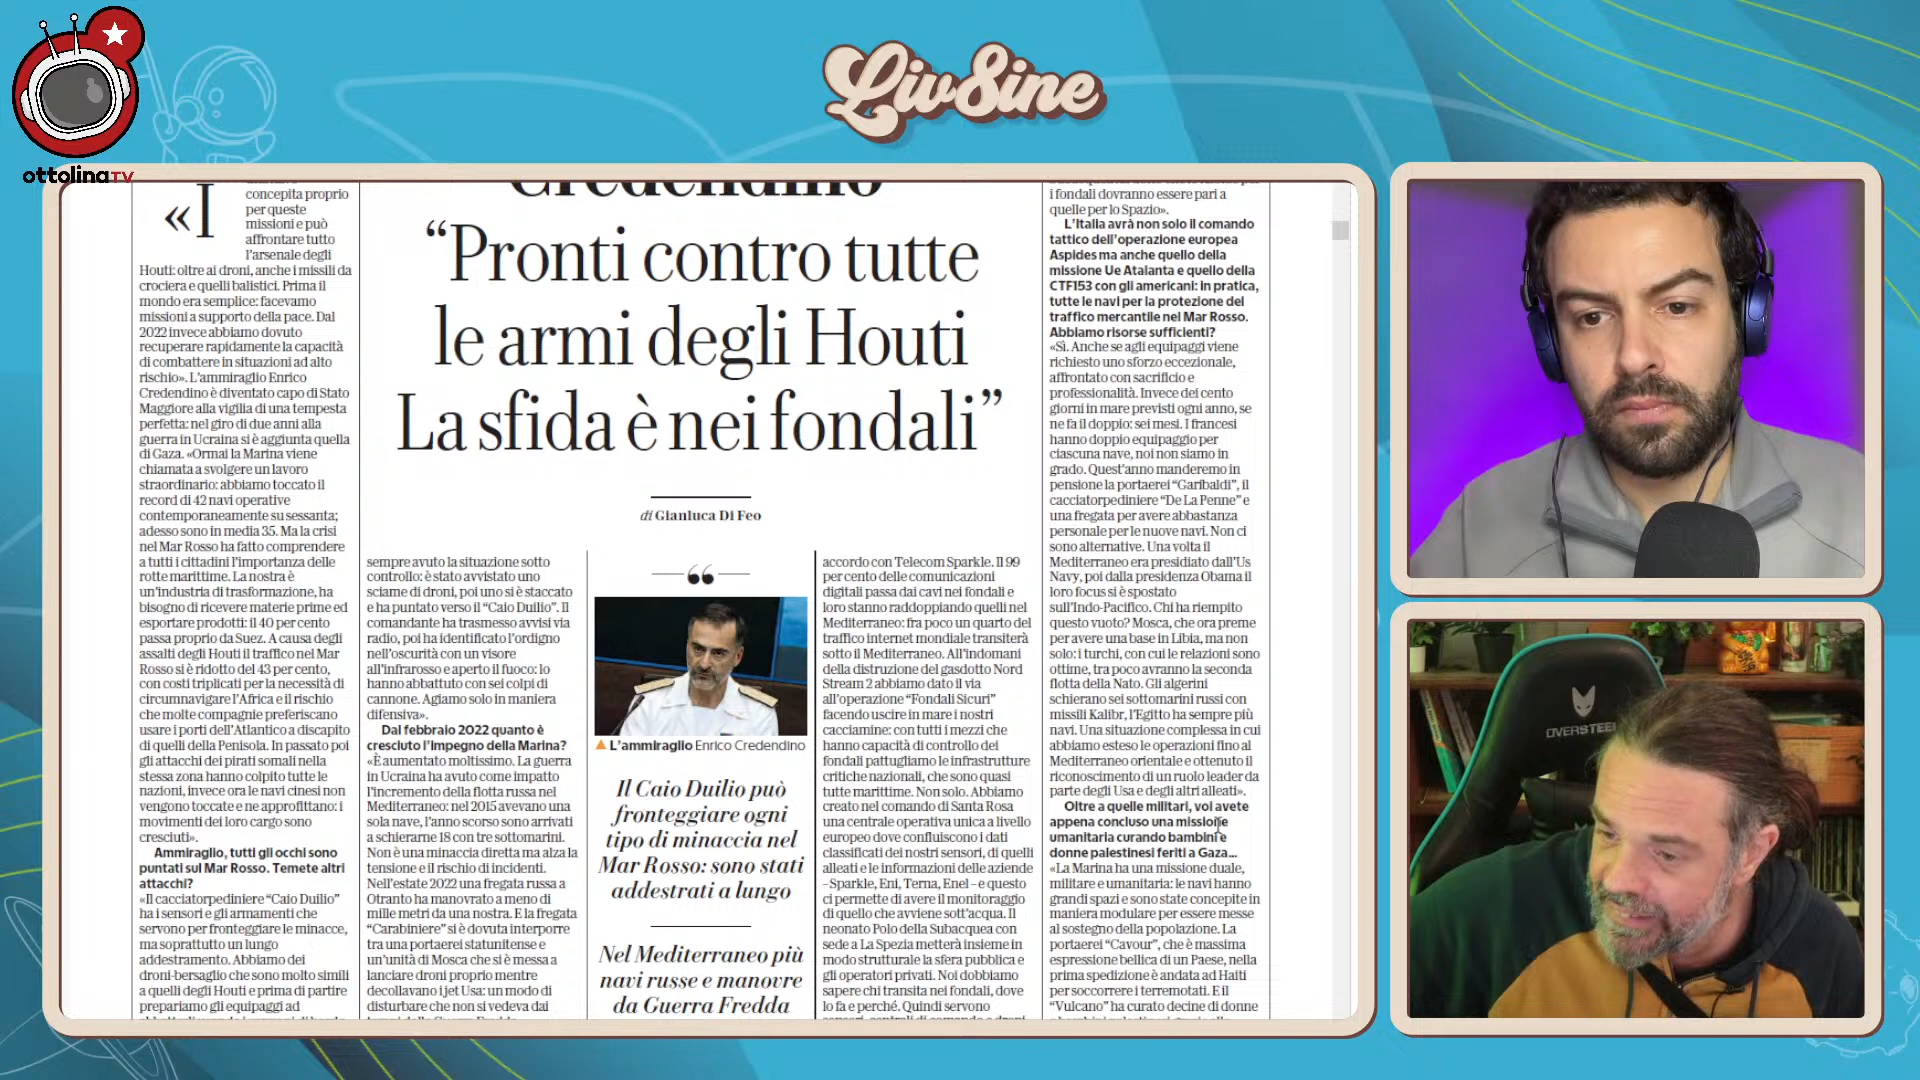 ottolinaTV
LivSine
Credendino
“Pronti contro tutte
le armi degli Houti
La sfida è nei fondali”
di Gianluca Di Feo
«I
concepita proprio
per queste
missioni e può
affrontare tutto
l’arsenale degli
Houti: oltre ai droni, anche i missili da
crociera e quelli balistici. Prima il
mondo era semplice: facevamo
missioni a supporto della pace. Dal
2022 invece abbiamo dovuto
recuperare rapidamente la capacità
di combattere in situazioni ad alto
rischio». L’ammiraglio Enrico
Credendino è diventato capo di Stato
Maggiore alla vigilia di una tempesta
perfetta: nel giro di due anni alla
guerra in Ucraina si è aggiunta quella
di Gaza. «Ormai la Marina viene
chiamata a svolgere un lavoro
straordinario: abbiamo toccato il
record di 42 navi operative
contemporaneamente su sessanta;
adesso sono in media 35. Ma la crisi
nel Mar Rosso ha fatto comprendere
a tutti i cittadini l’importanza delle
rotte marittime. La nostra è
un’industria di trasformazione, ha
bisogno di ricevere materie prime ed
esportare prodotti: il 40 per cento
passa proprio da Suez. A causa degli
assalti degli Houti il traffico nel Mar
Rosso si è ridotto del 43 per cento,
con costi triplicati per la necessità di
circumnavigare l’Africa e il rischio
che molte compagnie preferiscano
usare i porti dell’Atlantico a discapito
di quelli della Penisola. In passato poi
gli attacchi dei pirati somali nella
stessa zona hanno colpito tutte le
nazioni, invece ora le navi cinesi non
vengono toccate e ne approfittano: i
movimenti dei loro cargo sono
cresciuti».
Ammiraglio, tutti gli occhi sono
puntati sul Mar Rosso. Temete altri
attacchi?
«Il cacciatorpediniere “Caio Duilio”
ha i sensori e gli armamenti che
servono per fronteggiare le minacce,
ma soprattutto un lungo
addestramento. Abbiamo dei
droni-bersaglio che sono molto simili
a quelli degli Houti e prima di partire
prepariamo gli equipaggi ad
sempre avuto la situazione sotto
controllo: è stato avvistato uno
sciame di droni, poi uno si è staccato
e ha puntato verso il “Caio Duilio”. Il
comandante ha trasmesso avvisi via
radio, poi ha identificato l’ordigno
nell’oscurità con un visore
all’infrarosso e aperto il fuoco: lo
hanno abbattuto con sei colpi di
cannone. Agiamo solo in maniera
difensiva».
Dal febbraio 2022 quanto è
cresciuto l’impegno della Marina?
«È aumentato moltissimo. La guerra
in Ucraina ha avuto come impatto
l’incremento della flotta russa nel
Mediterraneo: nel 2015 avevano una
sola nave, l’anno scorso sono arrivati
a schierarne 18 con tre sottomarini.
Non è una minaccia diretta ma alza la
tensione e il rischio di incidenti.
Nell’estate 2022 una fregata russa a
Otranto ha manovrato a meno di
mille metri da una nostra. E la fregata
“Carabiniere” si è dovuta interporre
tra una portaerei statunitense e
un’unità di Mosca che si è messa a
lanciare droni proprio mentre
decollavano i jet Usa: un modo di
disturbare che non si vedeva dai
“
L’ammiraglio Enrico Credendino
Il Caio Duilio può
fronteggiare ogni
tipo di minaccia nel
Mar Rosso: sono stati
addestrati a lungo
Nel Mediterraneo più
navi russe e manovre
da Guerra Fredda
accordo con Telecom Sparkle. Il 99
per cento delle comunicazioni
digitali passa dai cavi nei fondali e
loro stanno raddoppiando quelli nel
Mediterraneo: fra poco un quarto del
traffico internet mondiale transiterà
sotto il Mediterraneo. All’indomani
della distruzione del gasdotto Nord
Stream 2 abbiamo dato il via
all’operazione “Fondali Sicuri”
facendo uscire in mare i nostri
cacciamine: con tutti i mezzi che
hanno capacità di controllo dei
fondali pattugliamo le infrastrutture
critiche nazionali, che sono quasi
tutte marittime. Non solo. Abbiamo
creato nel comando di Santa Rosa
una centrale operativa unica a livello
europeo dove confluiscono i dati
classificati dei nostri sensori, di quelli
alleati e le informazioni delle aziende
– Sparkle, Eni, Terna, Enel – e questo
ci permette di avere il monitoraggio
di quello che avviene sott’acqua. Il
neonato Polo della Subacquea con
sede a La Spezia metterà insieme in
modo strutturale la sfera pubblica e
gli operatori privati. Noi dobbiamo
sapere chi transita nei fondali, dove
lo fa e perché. Quindi servono
i fondali dovranno essere pari a
quelle per lo Spazio».
L’Italia avrà non solo il comando
tattico dell’operazione europea
Aspides ma anche quello della
missione Ue Atalanta e quello della
CTF153 con gli americani: in pratica,
tutte le navi per la protezione del
traffico mercantile nel Mar Rosso.
Abbiamo risorse sufficienti?
«Sì. Anche se agli equipaggi viene
richiesto uno sforzo eccezionale,
affrontato con sacrificio e
professionalità. Invece dei cento
giorni in mare previsti ogni anno, se
ne fa il doppio: sei mesi. I francesi
hanno doppio equipaggio per
ciascuna nave, noi non siamo in
grado. Quest’anno manderemo in
pensione la portaerei “Garibaldi”, il
cacciatorpediniere “De La Penne” e
una fregata per avere abbastanza
personale per le nuove navi. Non ci
sono alternative. Una volta il
Mediterraneo era presidiato dall’Us
Navy, poi dalla presidenza Obama il
loro focus si è spostato
sull’Indo-Pacifico. Chi ha riempito
questo vuoto? Mosca, che ora preme
per avere una base in Libia, ma non
solo: i turchi, con cui le relazioni sono
ottime, tra poco avranno la seconda
flotta della Nato. Gli algerini
schierano sei sottomarini russi con
missili Kalibr, l’Egitto ha sempre più
navi. Una situazione complessa in cui
abbiamo esteso le operazioni fino al
Mediterraneo orientale e ottenuto il
riconoscimento di un ruolo leader da
parte degli Usa e degli altri alleati».
Oltre a quelle militari, voi avete
appena concluso una missione
umanitaria curando bambini e
donne palestinesi feriti a Gaza...
«La Marina ha una missione duale,
militare e umanitaria: le navi hanno
grandi spazi e sono state concepite in
maniera modulare per essere messe
al sostegno della popolazione. La
portaerei “Cavour”, che è massima
espressione bellica di un Paese, nella
prima spedizione è andata ad Haiti
per soccorrere i terremotati. E il
“Vulcano” ha curato decine di donne
OVERSTEEL